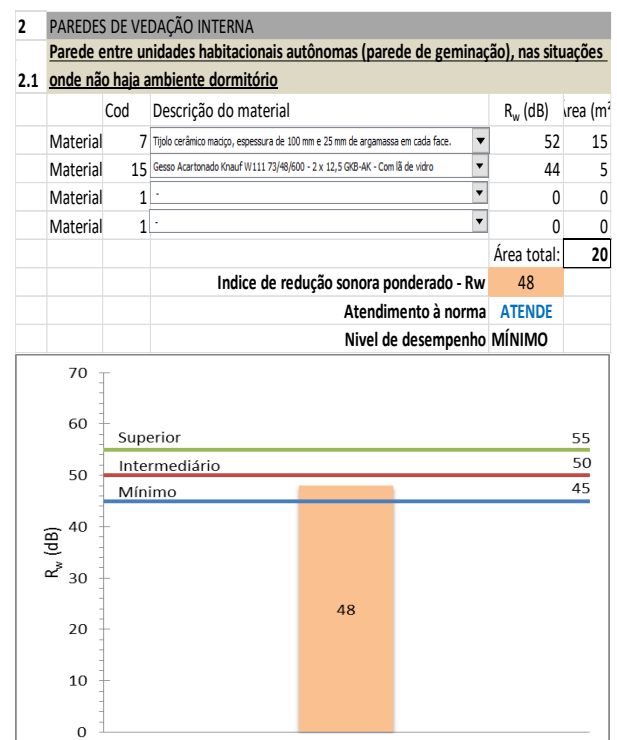 2 PAREDES DE VEDAÇÃO INTERNA
Parede entre unidades habitacionais autônomas (parede de geminação), nas situações
2.1 onde não haja ambiente dormitório
Cod Descrição do material Rw (dB) Área (m²
Material 7 Tijolo cerâmico maciço, espessura de 100 mm e 25 mm de argamassa em cada face. 52 15
Material 15 Gesso Acartonado Knauf W111 73/48/600 - 2 x 12,5 GKB-AK - Com lã de vidro 44 5
Material 1 - 0 0
Material 1 - 0 0
Área total: 20
Indice de redução sonora ponderado - Rw 48
Atendimento à norma ATENDE
Nivel de desempenho MÍNIMO
70
60
Superior 55
Intermediário 50
50
Mínimo 45
40
Rw (dB)
30
48
20
10
0